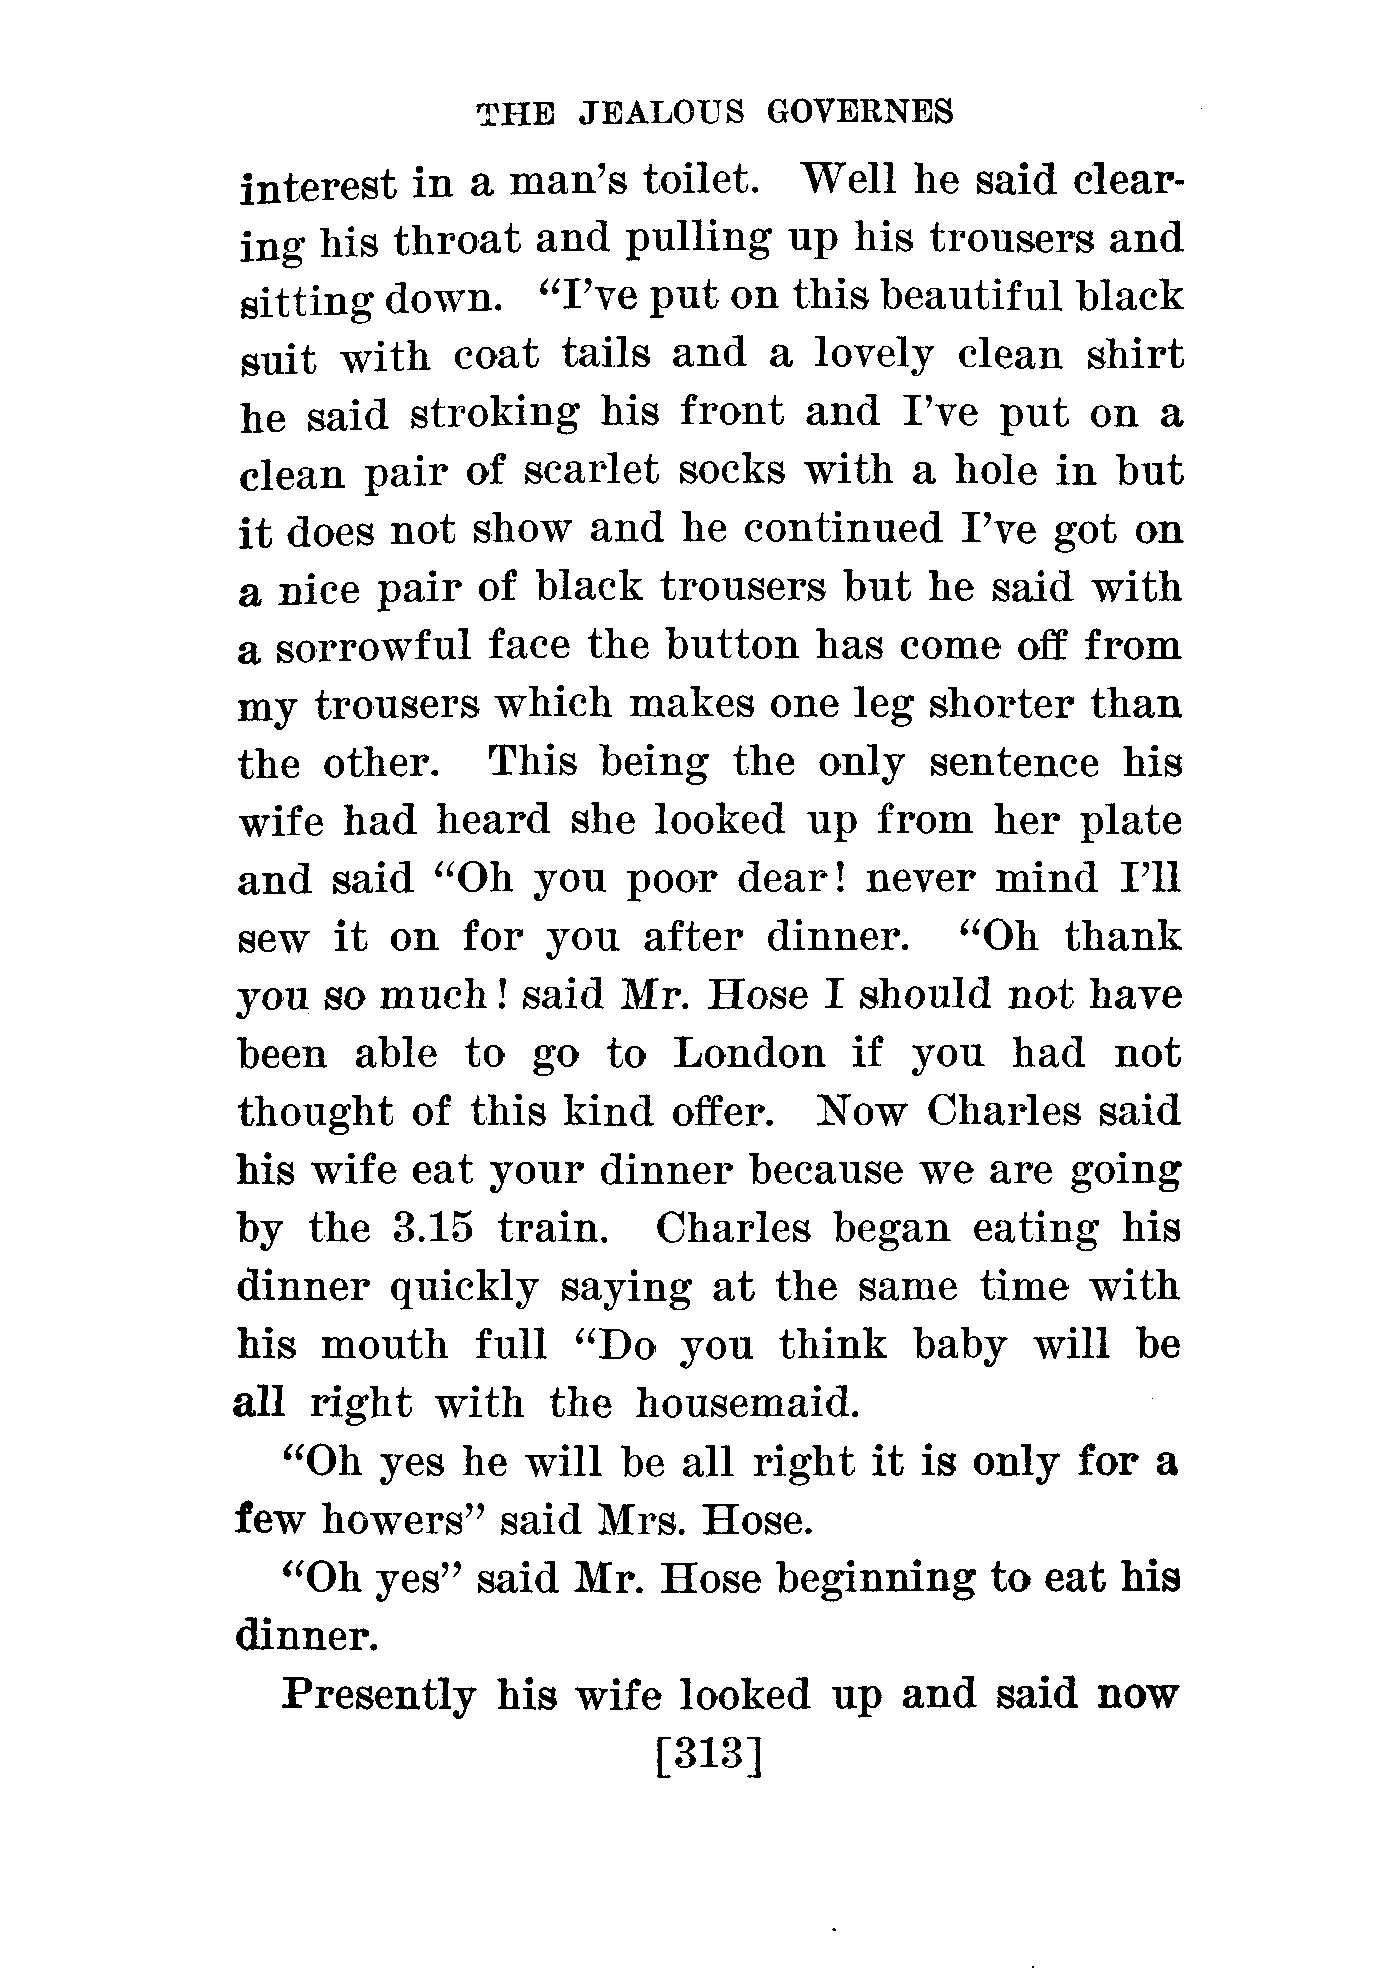 THE JEALOUS GOVERNES
interest in a man's toilet. Well he said clear-
ing his throat and pulling up his trousers and
sitting down. "I've put on this beautiful black
suit with coat tails and a lovely clean shirt
he said stroking his front and I've put on a
clean pair of scarlet socks with a hole in but
it does not show and he continued I've got on
a nice pair of black trousers but he said with
a sorrowful face the button has come off from
my trousers which makes one leg shorter than
the other. This being the only sentence his
wife had heard she looked up from her plate
and said "Oh you poor dear! never mind I'll
sew it on for you after dinner. "Oh thank
you so much! said Mr. Hose I should not have
been able to go to London if you had not
thought of this kind offer. Now Charles said
his wife eat your dinner because we are going
by the 3.15 train. Charles began eating his
dinner quickly saying at the same time with
his mouth full "Do you think baby will be
all right with the housemaid.
"Oh yes he will be all right it is only for a
few howers" said Mrs. Hose.
"Oh yes" said Mr. Hose beginning to eat his
dinner.
Presently his wife looked up and said now
[313]